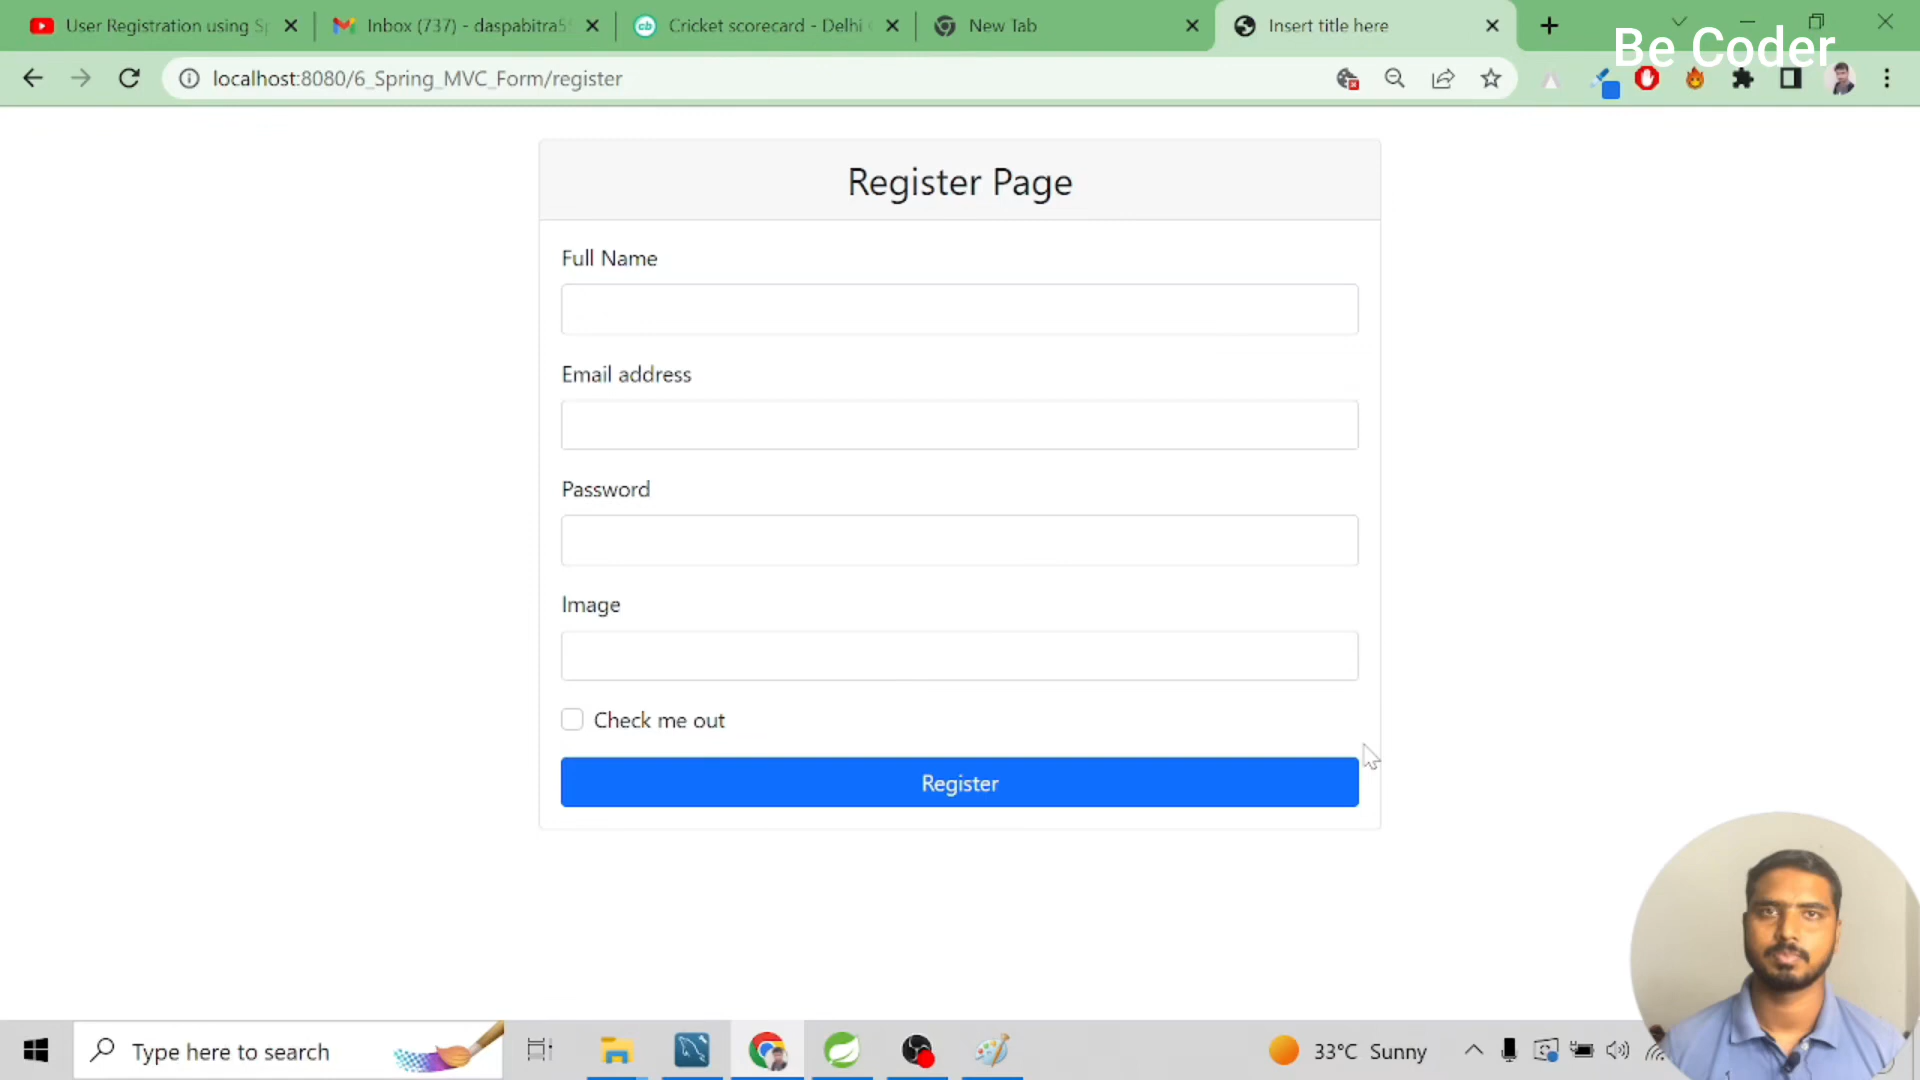 User Registration using Sp
Inbox (737) - daspabitra5
Cricket scorecard - Delhi
New Tab
Insert title here
Be Coder
localhost:8080/6_Spring_MVC_Form/register
Register Page
Full Name
Email address
Password
Image
Check me out
Register
Type here to search
33°C Sunny